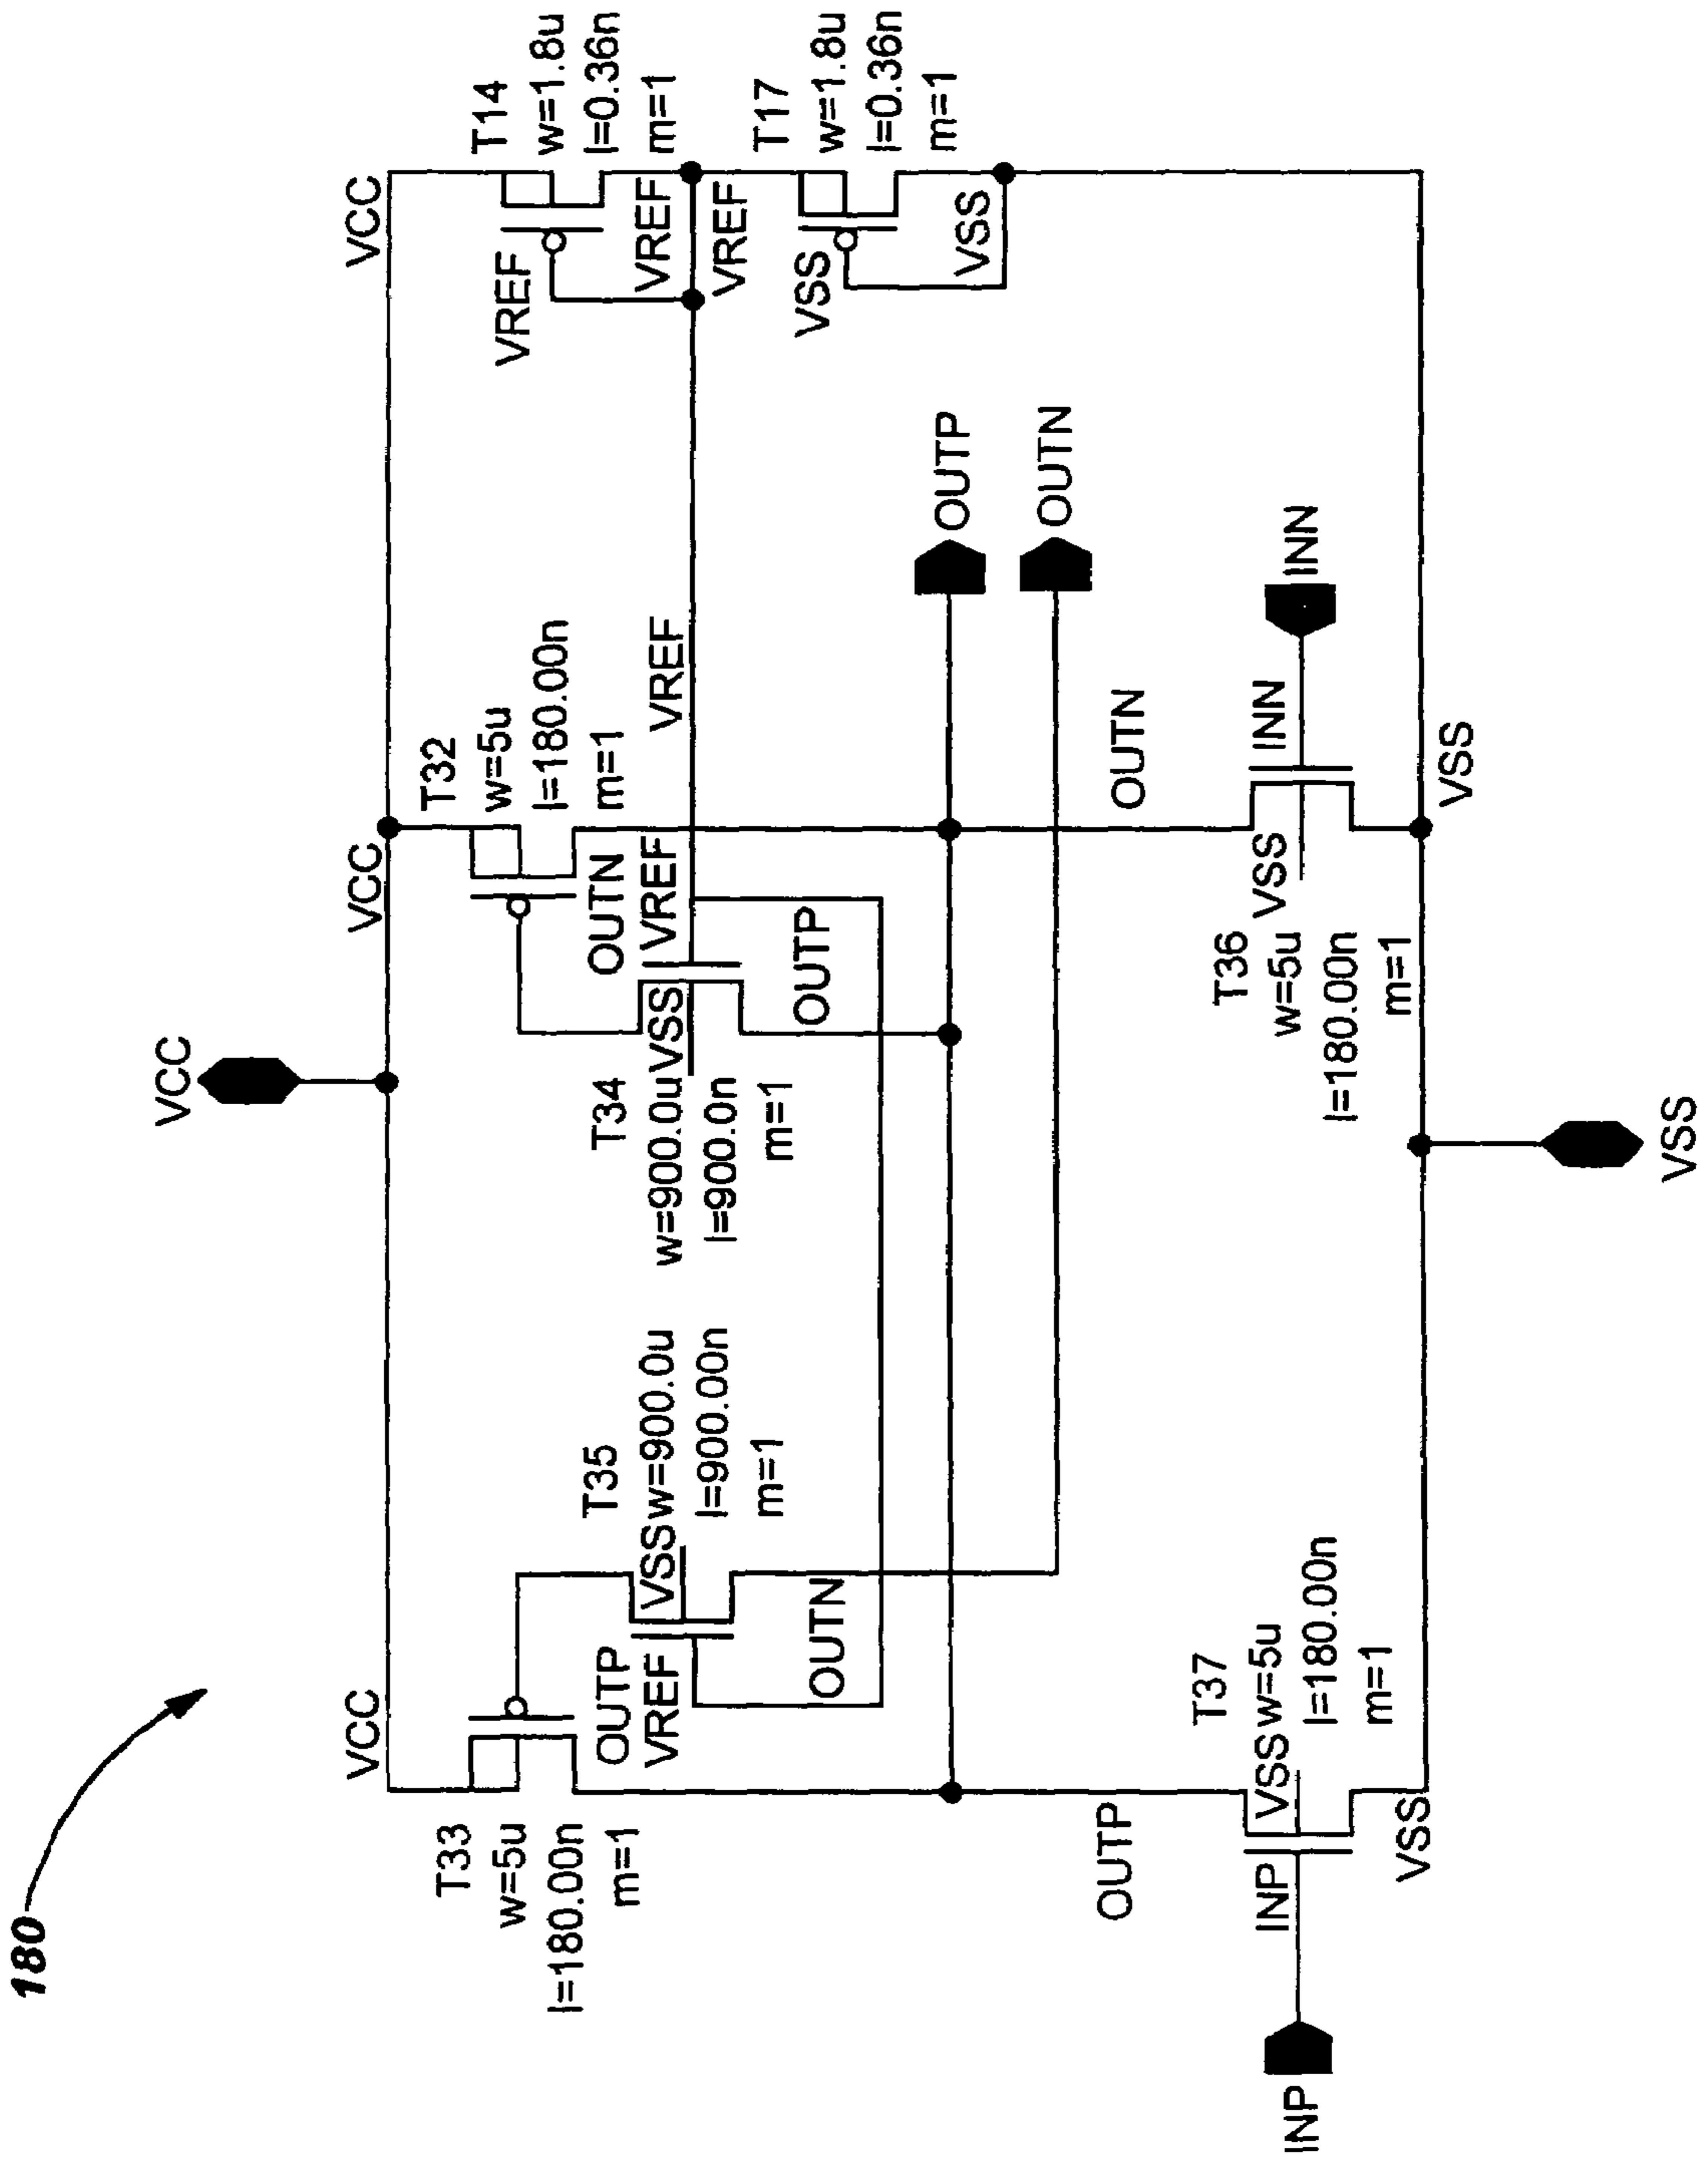 180
VCC
VCC
VCC
VCC
T33
w=5u
l=180.00n
m=1
T35
w=900.0u
l=900.00n
m=1
VSS
OUTP
VREF
OUTN
T32
w=5u
l=180.00n
m=1
OUTN
VREF
VSS
OUTP
T34
w=900.0u
l=900.0n
m=1
VREF
T14
w=1.8u
l=0.36n
m=1
VREF
VREF
VREF
T17
w=1.8u
l=0.36n
m=1
VSS
VSS
OUTP
OUTN
OUTP
OUTN
T37
w=5u
l=180.00n
m=1
VSS
INP
INP
VSS
T36
w=5u
l=180.00n
m=1
VSS
INN
INN
VSS
VSS